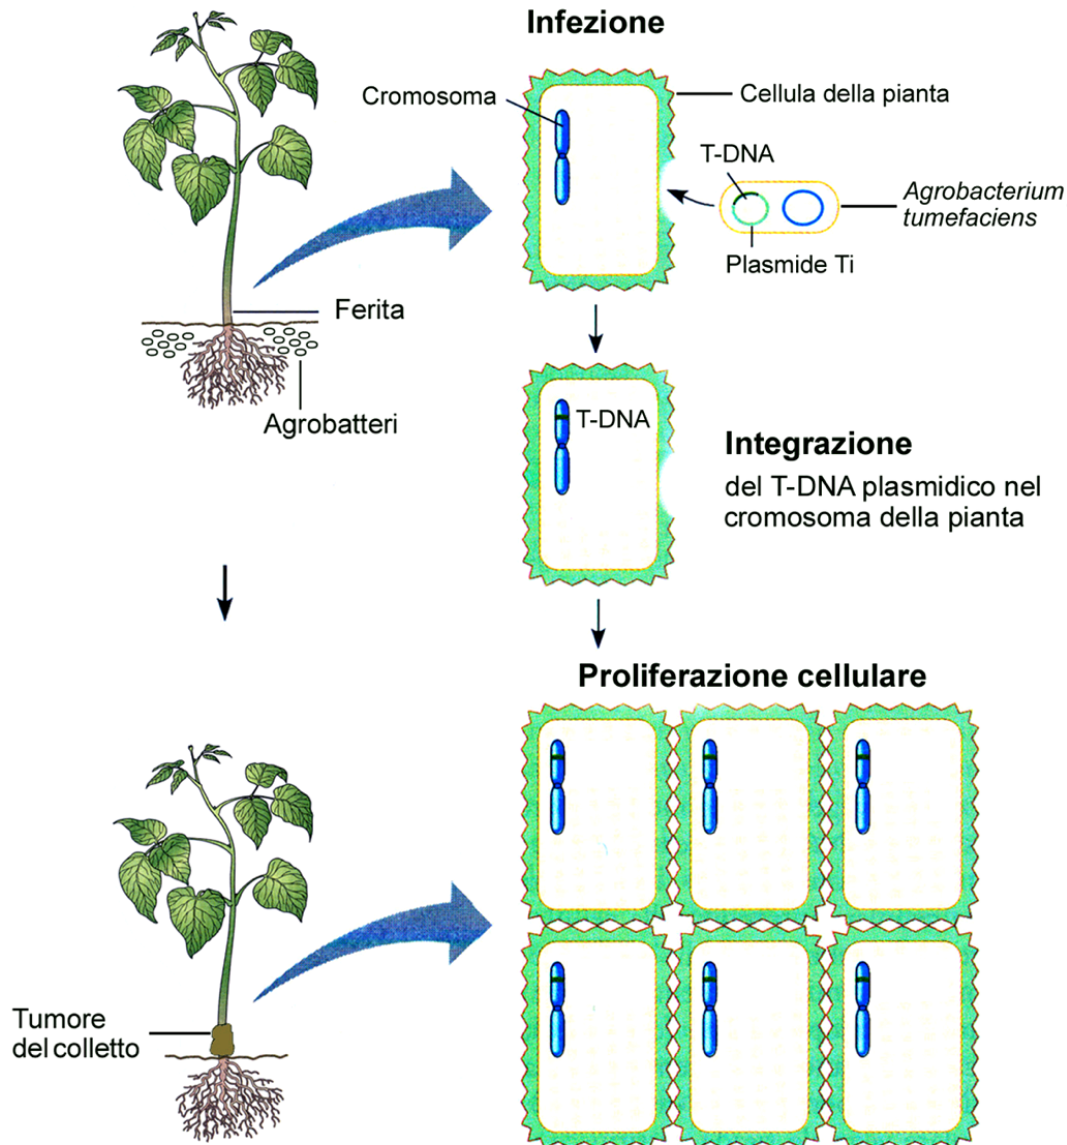 Infezione
Cromosoma
Cellula della pianta
T-DNA
Agrobacterium
tumefaciens
Plasmide Ti
Ferita
Agrobatteri
T-DNA
Integrazione
del T-DNA plasmidico nel
cromosoma della pianta
Proliferazione cellulare
Tumore
del colletto